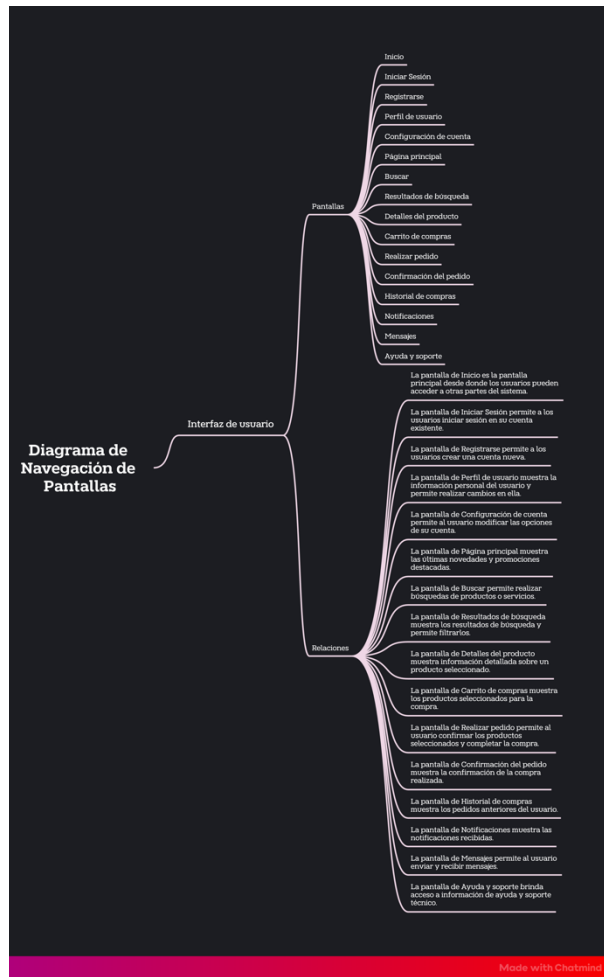 Inicio
Iniciar Sesión
Registrarse
Perfil de usuario
Configuración de cuenta
Página principal
Buscar
Resultados de búsqueda
Pantallas
Detalles del producto
Carrito de compras
Realizar pedido
Confirmación del pedido
Historial de compras
Notificaciones
Mensajes
Ayuda y soporte
Diagrama de
Navegación de
Pantallas
Interfaz de usuario
Relaciones
La pantalla de Inicio es la pantalla
principal desde donde los usuarios pueden
acceder a otras partes del sistema.
La pantalla de Iniciar Sesión permite a los
usuarios iniciar sesión en su cuenta
existente.
La pantalla de Registrarse permite a los
usuarios crear una cuenta nueva.
La pantalla de Perfil de usuario muestra la
información personal del usuario y
permite realizar cambios en ella.
La pantalla de Configuración de cuenta
permite al usuario modificar las opciones
de su cuenta.
La pantalla de Página principal muestra
las últimas novedades y promociones
destacadas.
La pantalla de Buscar permite realizar
búsquedas de productos o servicios.
La pantalla de Resultados de búsqueda
muestra los resultados de búsqueda y
permite filtrarlos.
La pantalla de Detalles del producto
muestra información detallada sobre un
producto seleccionado.
La pantalla de Carrito de compras muestra
los productos seleccionados para la
compra.
La pantalla de Realizar pedido permite al
usuario confirmar los productos
seleccionados y completar la compra.
La pantalla de Confirmación del pedido
muestra la confirmación de la compra
realizada.
La pantalla de Historial de compras
muestra los pedidos anteriores del usuario.
La pantalla de Notificaciones muestra las
notificaciones recibidas.
La pantalla de Mensajes permite al usuario
enviar y recibir mensajes.
La pantalla de Ayuda y soporte brinda
acceso a información de ayuda y soporte
técnico.
Made with Chatmind